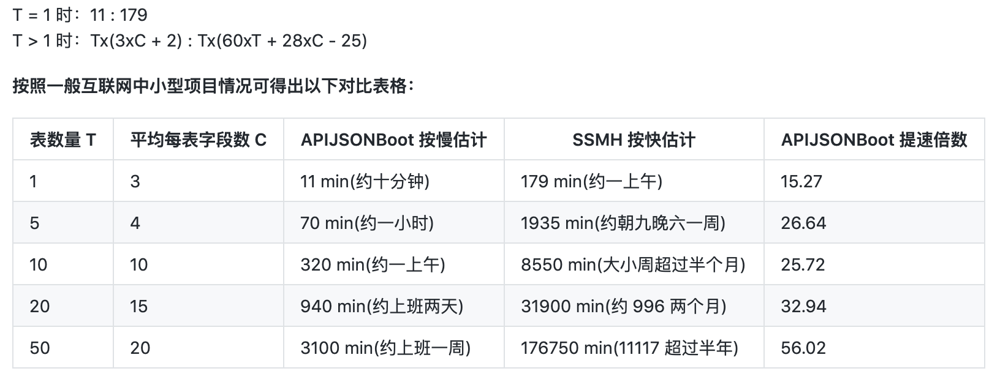 T = 1 时：11 : 179
T > 1 时：Tx(3xC + 2) : Tx(60xT + 28xC - 25)
按照一般互联网中小型项目情况可得出以下对比表格：
表数量 T 平均每表字段数 C APIJSONBoot 按慢估计 SSMH 按快估计 APIJSONBoot 提速倍数
1 3 11 min(约十分钟) 179 min(约一上午) 15.27
5 4 70 min(约一小时) 1935 min(约朝九晚六一周) 26.64
10 10 320 min(约一上午) 8550 min(大小周超过半个月) 25.72
20 15 940 min(约上班两天) 31900 min(约 996 两个月) 32.94
50 20 3100 min(约上班一周) 176750 min(11117 超过半年) 56.02